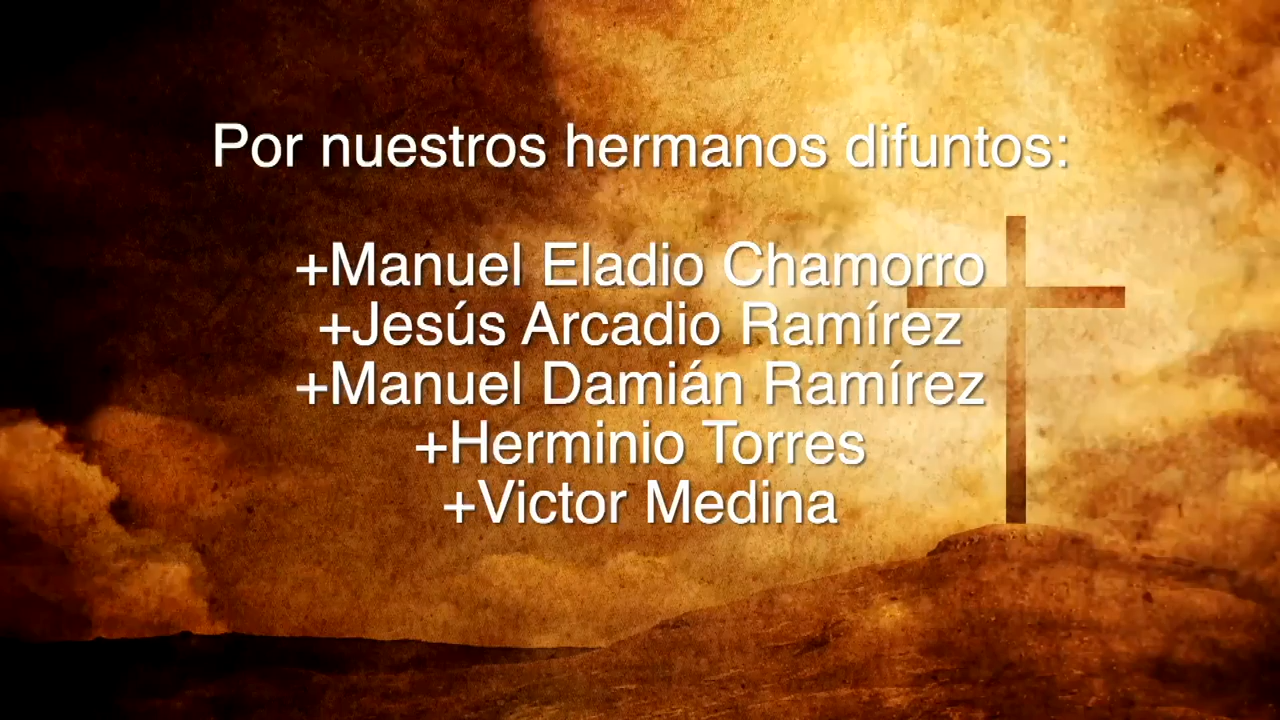 Por nuestros hermanos difuntos:
+Manuel Eladio Chamorro
+Jesús Arcadio Ramírez
+Manuel Damián Ramírez
+Herminio Torres
+Victor Medina